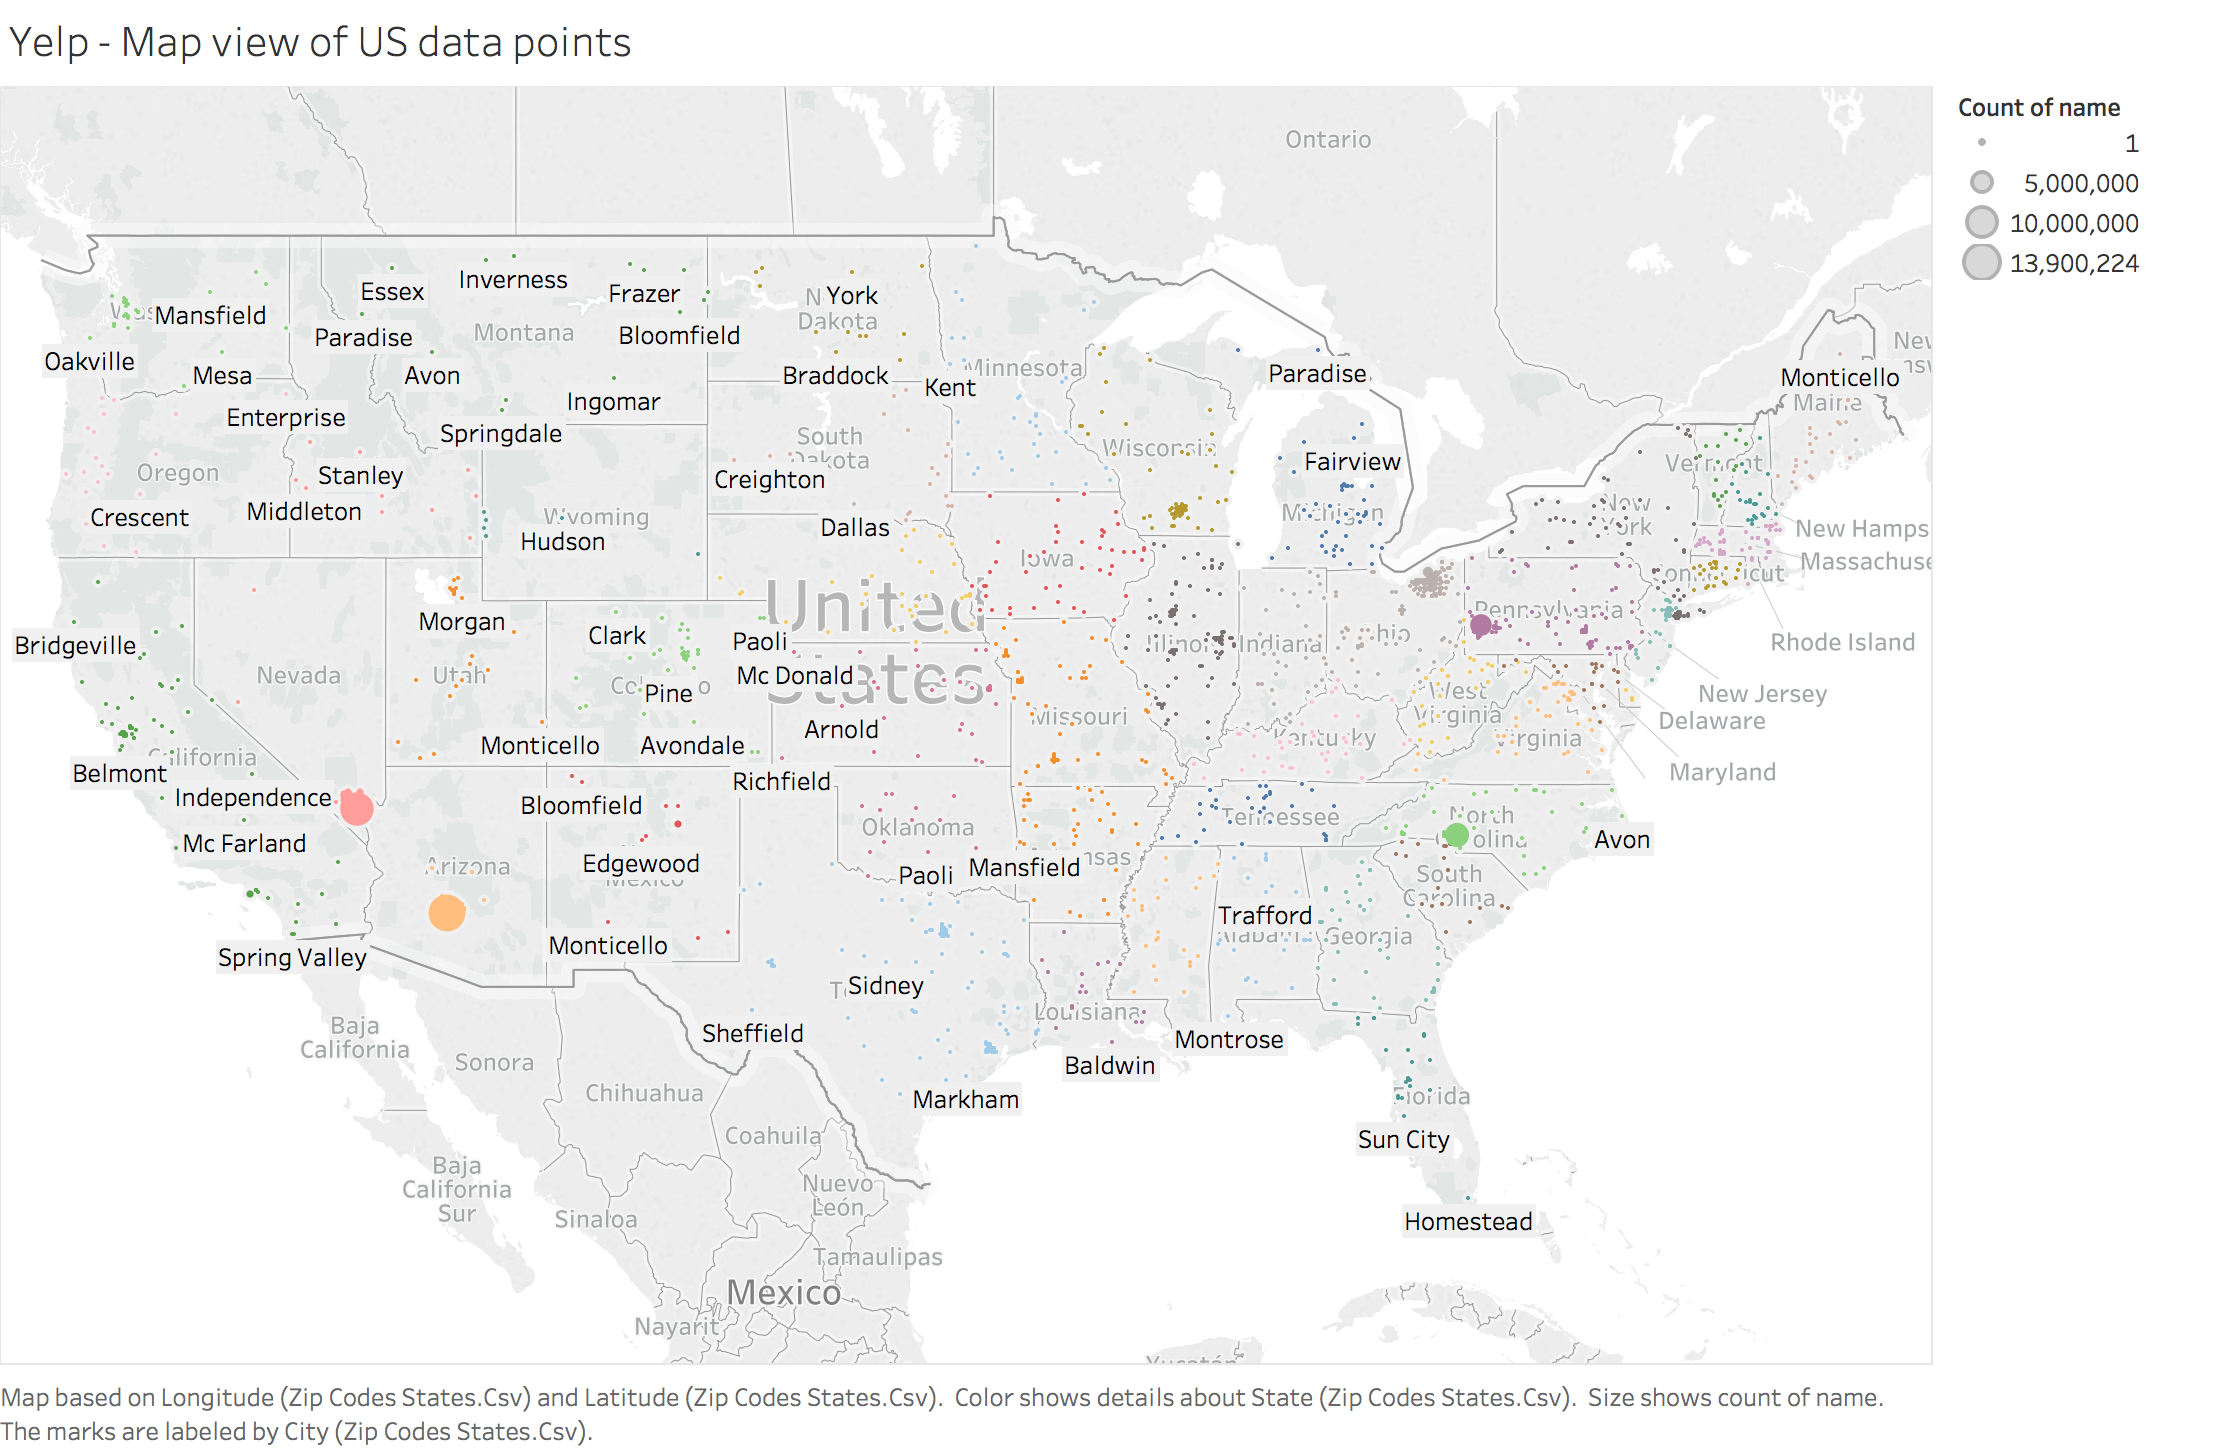 Yelp - Map view of US data points
Count of name
1
5,000,000
10,000,000
13,900,224
Ontario
Essex
Inverness
Frazer
York
Dakota
Mansfield
Paradise
Montana
Bloomfield
Oakville
Mesa
Avon
Braddock
Kent
Minnesota
Paradise
Monticello
Maine
Enterprise
Ingomar
Springdale
South
Dakota
Wisconsin
Fairview
Vermont
Oregon
Stanley
Creighton
Crescent
Middleton
Wyoming
Hudson
Dallas
Iowa
Michigan
New
York
New Hamps
Massachuse
United
States
Morgan
Clark
Paoli
Illinois
Indiana
Ohio
Pennsylvania
Rhode Island
Bridgeville
Nevada
Utah
Pine
Mc Donald
Missouri
West
Virginia
New Jersey
Delaware
Monticello
Avondale
Arnold
Kentucky
Virginia
Maryland
California
Belmont
Independence
Richfield
Bloomfield
Oklahoma
Tennessee
North
Avon
Mc Farland
Arizona
Edgewood
Mexico
Paoli
Mansfield
South
Carolina
Trafford
Alabama
Georgia
Spring Valley
Monticello
Sidney
Louisiana
Baja
California
Sonora
Sheffield
Montrose
Baldwin
Chihuahua
Markham
Florida
Coahuila
Sun City
Baja
California
Sur
Nuevo
León
Sinaloa
Homestead
Tamaulipas
Mexico
Nayarit
Yucatán
Map based on Longitude (Zip Codes States.Csv) and Latitude (Zip Codes States.Csv).  Color shows details about State (Zip Codes States.Csv).  Size shows count of name.
The marks are labeled by City (Zip Codes States.Csv).